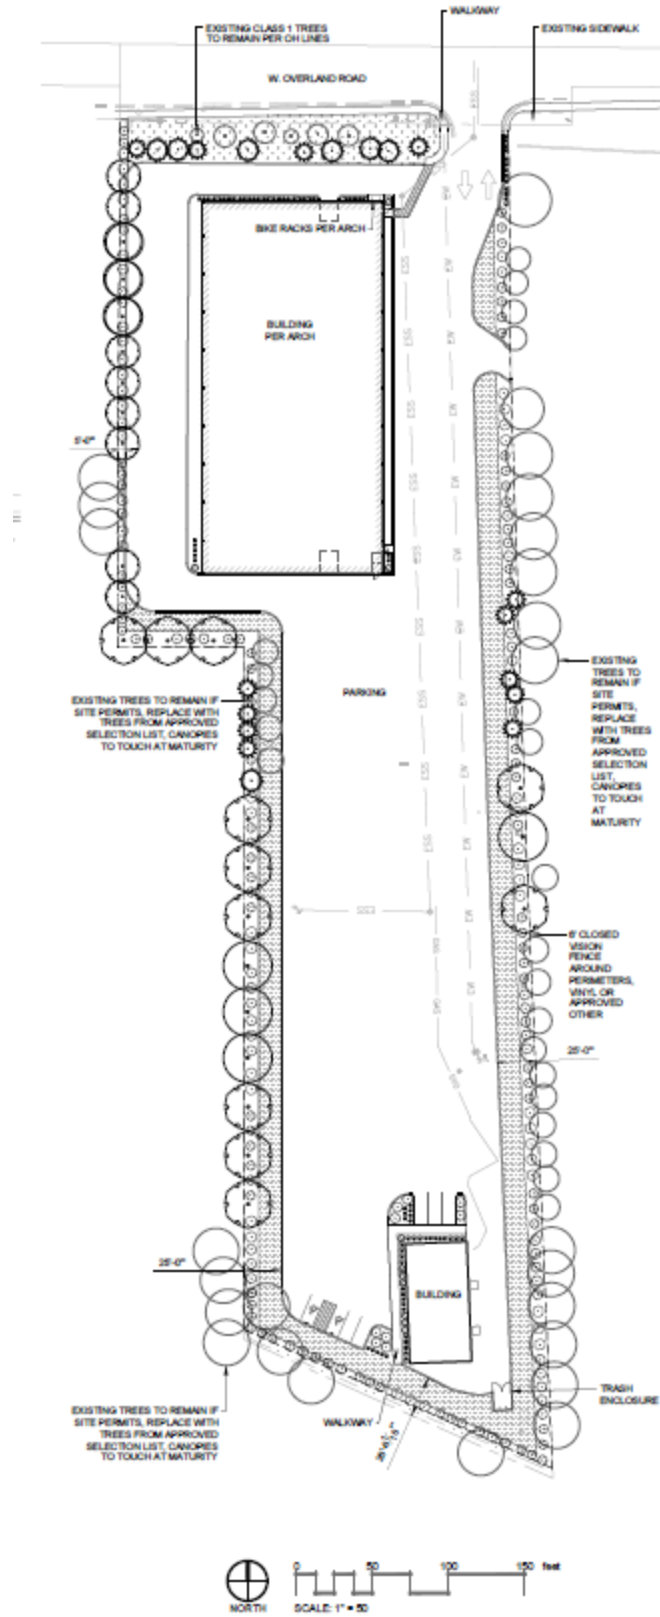 WALKWAY
EXISTING CLASS 1 TREES
TO REMAIN PER OH LINES
EXISTING SIDEWALK
W. OVERLAND ROAD
BIKE RACKS PER ARCH
BUILDING
PER ARCH
5'-0"
EXISTING TREES TO REMAIN IF
SITE PERMITS, REPLACE WITH
TREES FROM APPROVED
SELECTION LIST, CANOPIES
TO TOUCH AT MATURITY
PARKING
EXISTING
TREES TO
REMAIN IF
SITE
PERMITS,
REPLACE
WITH TREES
FROM
APPROVED
SELECTION
LIST,
CANOPIES
TO TOUCH
AT
MATURITY
6' CLOSED
VISION
FENCE
AROUND
PERIMETERS,
VINYL OR
APPROVED
OTHER
25'-0"
25'-0"
BUILDING
EXISTING TREES TO REMAIN IF
SITE PERMITS, REPLACE WITH
TREES FROM APPROVED
SELECTION LIST, CANOPIES
TO TOUCH AT MATURITY
WALKWAY
TRASH
ENCLOSURE
0 50 100 150 feet
NORTH
SCALE: 1" = 50